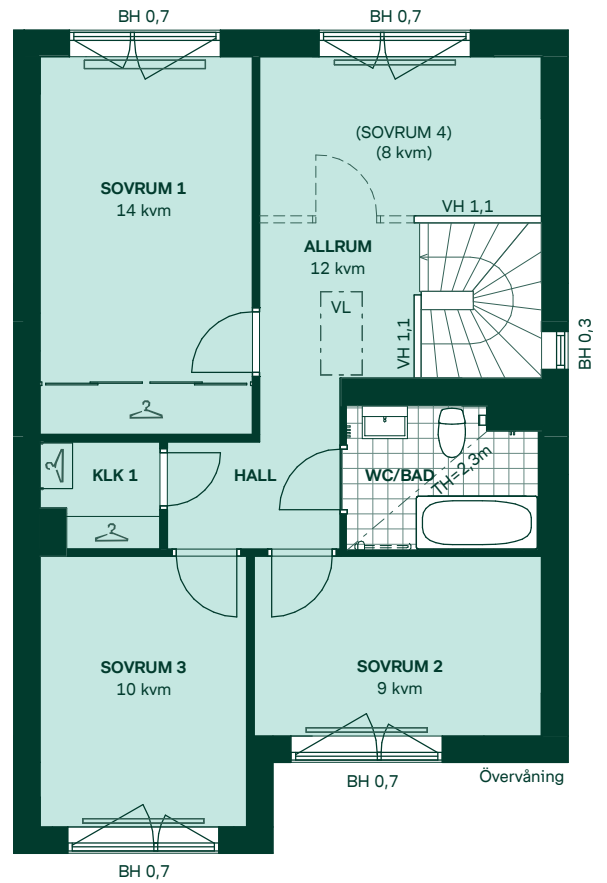 BH 0,7
BH 0,7
(SOVRUM 4)
(8 kvm)
SOVRUM 1
14 kvm
VH 1,1
ALLRUM
12 kvm
VL
VH 1,1
BH 0,3
KLK 1
HALL
WC/BAD
TH=2,3m
SOVRUM 3
10 kvm
SOVRUM 2
9 kvm
BH 0,7
Övervåning
BH 0,7